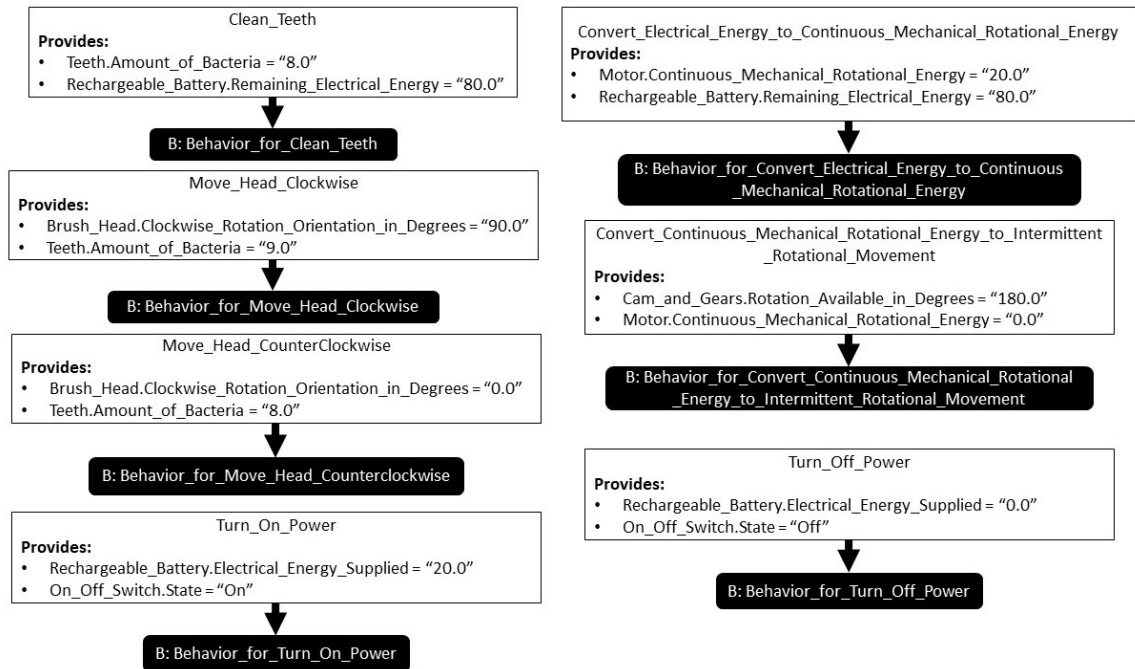 Clean_Teeth
Provides:
• Teeth.Amount_of_Bacteria = “8.0”
• Rechargeable_Battery.Remaining_Electrical_Energy = “80.0”
B: Behavior_for_Clean_Teeth
Move_Head_Clockwise
Provides:
• Brush_Head.Clockwise_Rotation_Orientation_in_Degrees = “90.0”
• Teeth.Amount_of_Bacteria = “9.0”
B: Behavior_for_Move_Head_Clockwise
Move_Head_CounterClockwise
Provides:
• Brush_Head.Clockwise_Rotation_Orientation_in_Degrees = “0.0”
• Teeth.Amount_of_Bacteria = “8.0”
B: Behavior_for_Move_Head_Counterclockwise
Turn_On_Power
Provides:
• Rechargeable_Battery.Electrical_Energy_Supplied = “20.0”
• On_Off_Switch.State = “On”
B: Behavior_for_Turn_On_Power
Convert_Electrical_Energy_to_Continuous_Mechanical_Rotational_Energy
Provides:
• Motor.Continuous_Mechanical_Rotational_Energy = “20.0”
• Rechargeable_Battery.Remaining_Electrical_Energy = “80.0”
B: Behavior_for_Convert_Electrical_Energy_to_Continuous
_Mechanical_Rotational_Energy
Convert_Continuous_Mechanical_Rotational_Energy_to_Intermittent
_Rotational_Movement
Provides:
• Cam_and_Gears.Rotation_Available_in_Degrees = “180.0”
• Motor.Continuous_Mechanical_Rotational_Energy = “0.0”
B: Behavior_for_Convert_Continuous_Mechanical_Rotational
_Energy_to_Intermittent_Rotational_Movement
Turn_Off_Power
Provides:
• Rechargeable_Battery.Electrical_Energy_Supplied = “0.0”
• On_Off_Switch.State = “Off”
B: Behavior_for_Turn_Off_Power